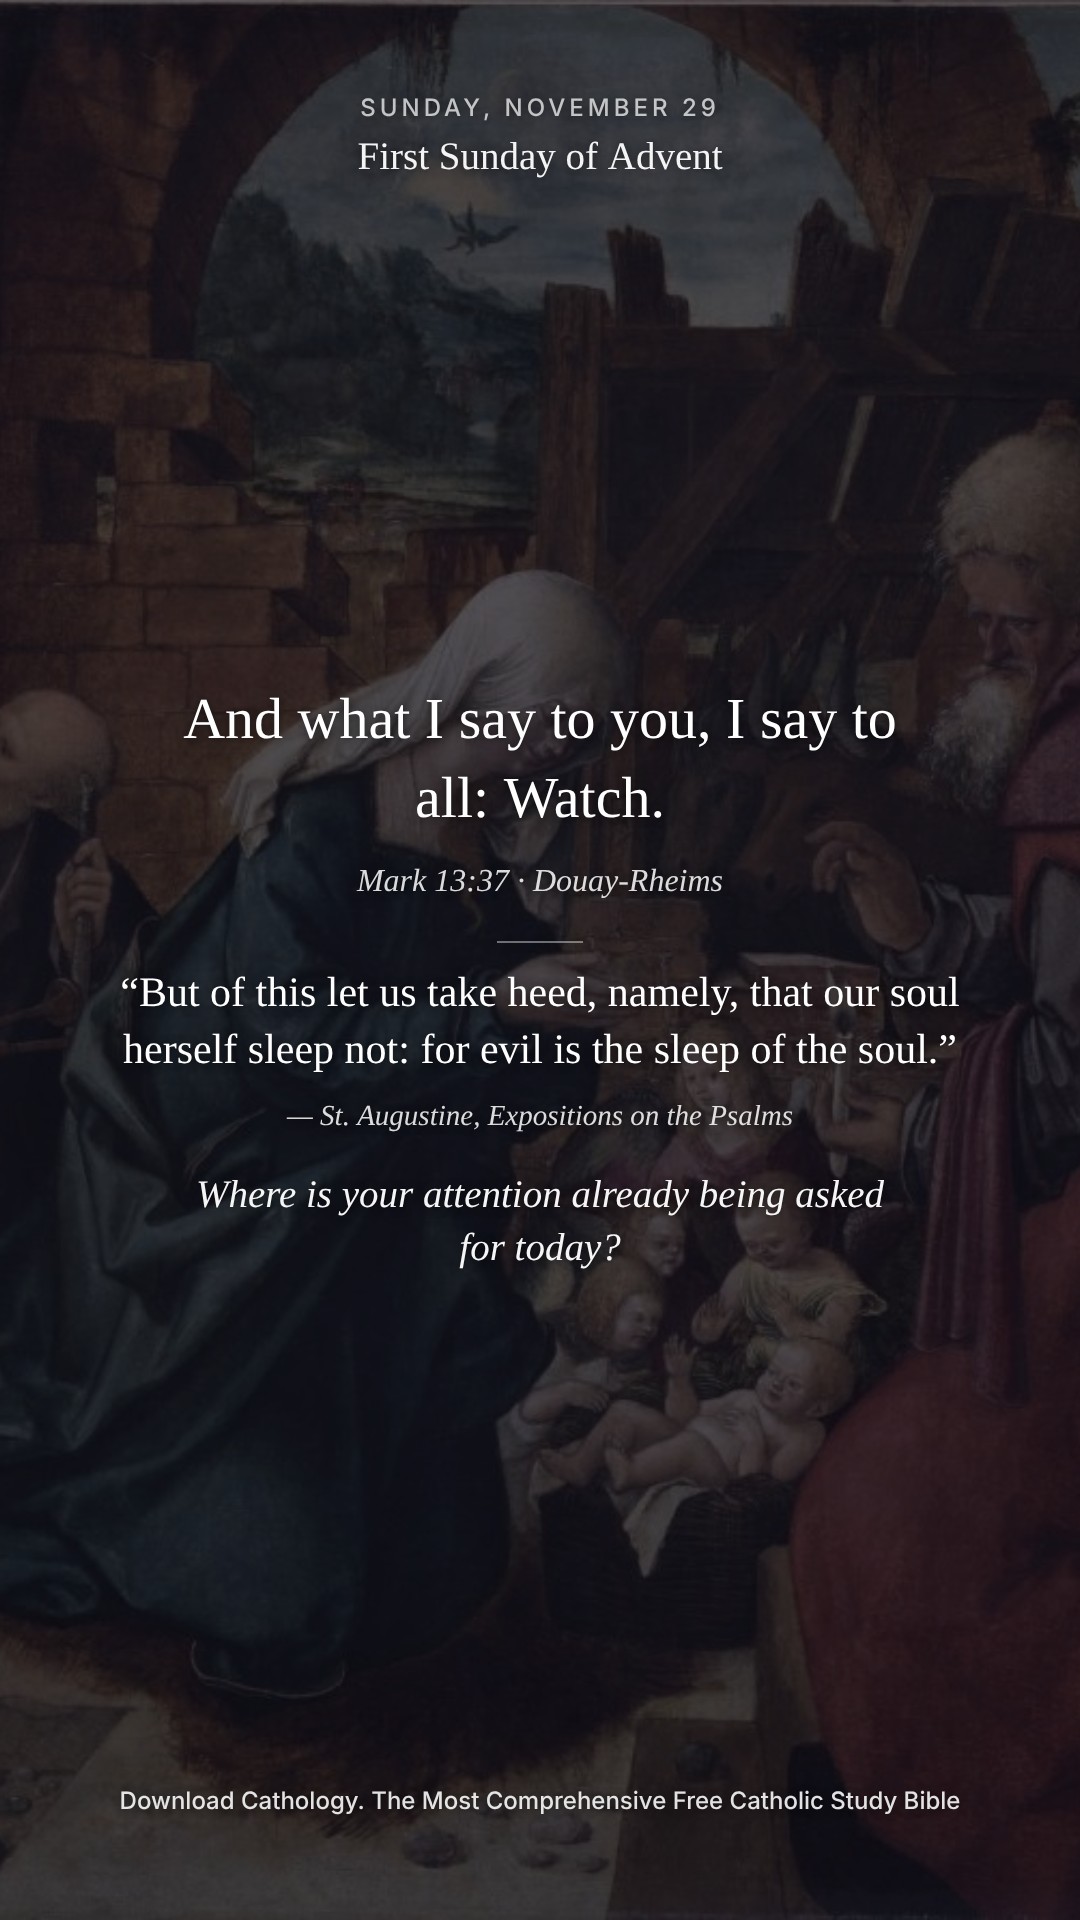 SUNDAY, NOVEMBER 29
First Sunday of Advent
And what I say to you, I say to
all: Watch.
Mark 13:37 · Douay-Rheims
“But of this let us take heed, namely, that our soul
herself sleep not: for evil is the sleep of the soul.”
— St. Augustine, Expositions on the Psalms
Where is your attention already being asked
for today?
Download Cathology. The Most Comprehensive Free Catholic Study Bible